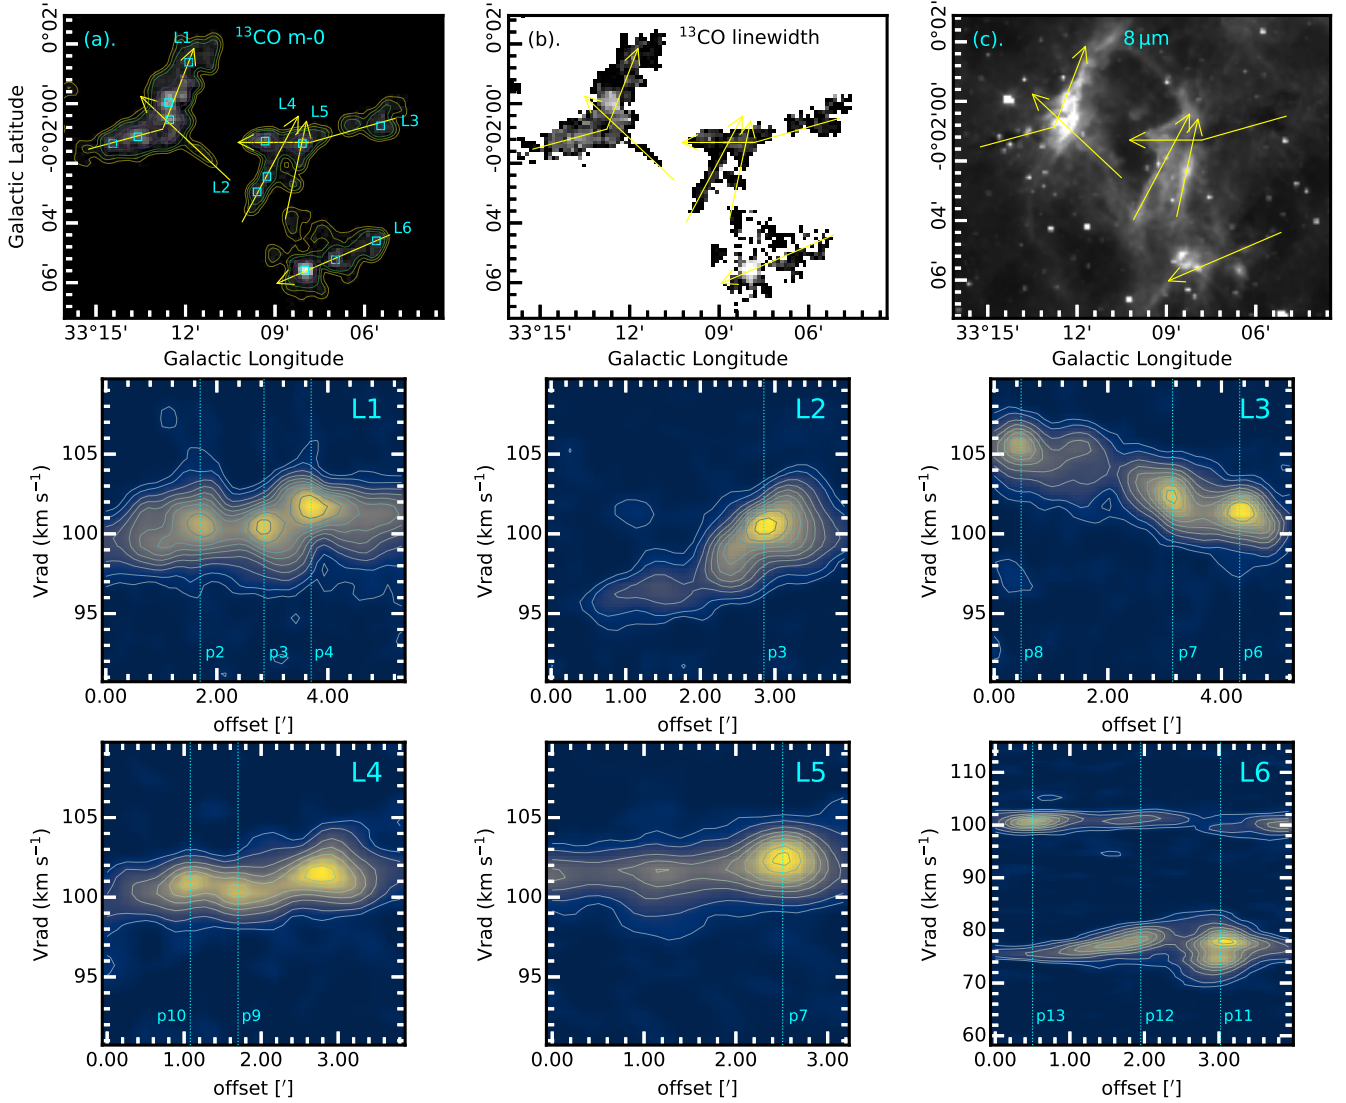 (a). L1 ¹³CO m-0
L4 L5 L3
L2
L6
0°02'
02'00'
-0°02'00'
04'
06'
Galactic Latitude
33°15' 12' 09' 06'
Galactic Longitude
(b). ¹³CO linewidth
0°02'
02'00'
-0°02'00'
04'
06'
33°15' 12' 09' 06'
Galactic Longitude
(c). 8 μm
0°02'
02'00'
-0°02'00'
04'
06'
33°15' 12' 09' 06'
Galactic Longitude
L1
105
100
95
Vrad (km s⁻¹)
p2 p3 p4
0.00 2.00 4.00
offset [′]
L2
105
100
95
Vrad (km s⁻¹)
p3
0.00 1.00 2.00 3.00
offset [′]
L3
105
100
95
Vrad (km s⁻¹)
p8 p7 p6
0.00 2.00 4.00
offset [′]
L4
105
100
95
Vrad (km s⁻¹)
p10 p9
0.00 1.00 2.00 3.00
offset [′]
L5
105
100
95
Vrad (km s⁻¹)
p7
0.00 1.00 2.00 3.00
offset [′]
L6
110
100
90
80
70
60
Vrad (km s⁻¹)
p13 p12 p11
0.00 1.00 2.00 3.00
offset [′]